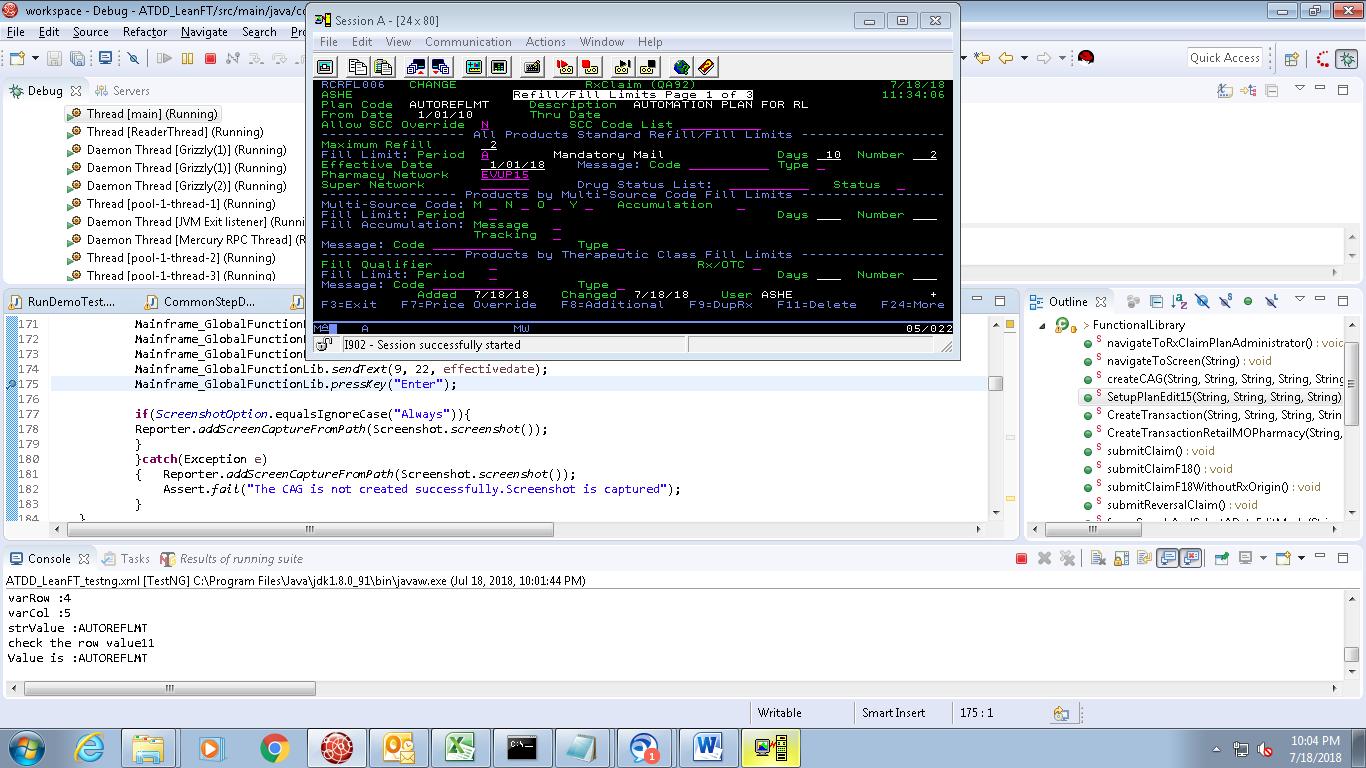 workspace - Debug - ATDD_LeanFT/src/main/java/co
File Edit Source Refactor Navigate Search Pro
Quick Access
Debug Servers
Thread [main] (Running)
Thread [ReaderThread] (Running)
Daemon Thread [Grizzly(1)] (Running)
Daemon Thread [Grizzly(1)] (Running)
Daemon Thread [Grizzly(2)] (Running)
Thread [pool-1-thread-1] (Running)
Daemon Thread [JVM Exit listener] (Runni
Daemon Thread [Mercury RPC Thread] (R
Thread [pool-1-thread-2] (Running)
Thread [pool-1-thread-3] (Running)
Session A - [24 x 80]
File Edit View Communication Actions Window Help
RCRFL006 CHANGE RxClaim (QA92) 7/18/18
ASHE Refill/Fill Limits Page 1 of 3 11:34:06
Plan Code AUTOREFLMT Description AUTOMATION PLAN FOR RL
From Date 1/01/10 Thru Date
Allow SCC Override N SCC Code List
All Products Standard Refill/Fill Limits
Maximum Refill 2
Fill Limit: Period A Mandatory Mail Days 10 Number 2
Effective Date 1/01/18 Message: Code Type
Pharmacy Network EVUP15
Super Network Drug Status List: Status
Products by Multi-Source Code Fill Limits
Multi-Source Code: M _ N _ O _ Y _ Accumulation _
Fill Limit: Period Days Number
Fill Accumulation: Message
Tracking
Message: Code Type
Products by Therapeutic Class Fill Limits
Fill Qualifier Rx/OTC
Fill Limit: Period Days Number
Message: Code Type
Added 7/18/18 Changed 7/18/18 User ASHE +
F3=Exit F7=Price Override F8=Additional F9=DupRx F11=Delete F24=More
MA A MW 05/022
I902 - Session successfully started
RunDemoTest.... CommonStepD...
171 Mainframe_GlobalFunctionL
172 Mainframe_GlobalFunctionL
173 Mainframe_GlobalFunctionL
174 Mainframe_GlobalFunctionLib.sendText(9, 22, effectivedate);
175 Mainframe_GlobalFunctionLib.pressKey("Enter");
176
177 if(ScreenshotOption.equalsIgnoreCase("Always")){
178 Reporter.addScreenCaptureFromPath(Screenshot.screenshot());
179 }
180 }catch(Exception e)
181 { Reporter.addScreenCaptureFromPath(Screenshot.screenshot());
182 Assert.fail("The CAG is not created successfully.Screenshot is captured");
183 }
184 }
Outline
> FunctionalLibrary
navigateToRxClaimPlanAdministrator() : voic
navigateToScreen(String) : void
createCAG(String, String, String, String, String
SetupPlanEdit15(String, String, String, String)
CreateTransaction(String, String, String, Strin
CreateTransactionRetailMOPharmacy(String,
submitClaim() : void
submitClaimF18() : void
submitClaimF18WithoutRxOrigin() : void
submitReversalClaim() : void
Console Tasks Results of running suite
ATDD_LeanFT_testng.xml [TestNG] C:\Program Files\Java\jdk1.8.0_91\bin\javaw.exe (Jul 18, 2018, 10:01:44 PM)
varRow :4
varCol :5
strValue :AUTOREFLMT
check the row value11
Value is :AUTOREFLMT
Writable Smart Insert 175 : 1
10:04 PM
7/18/2018